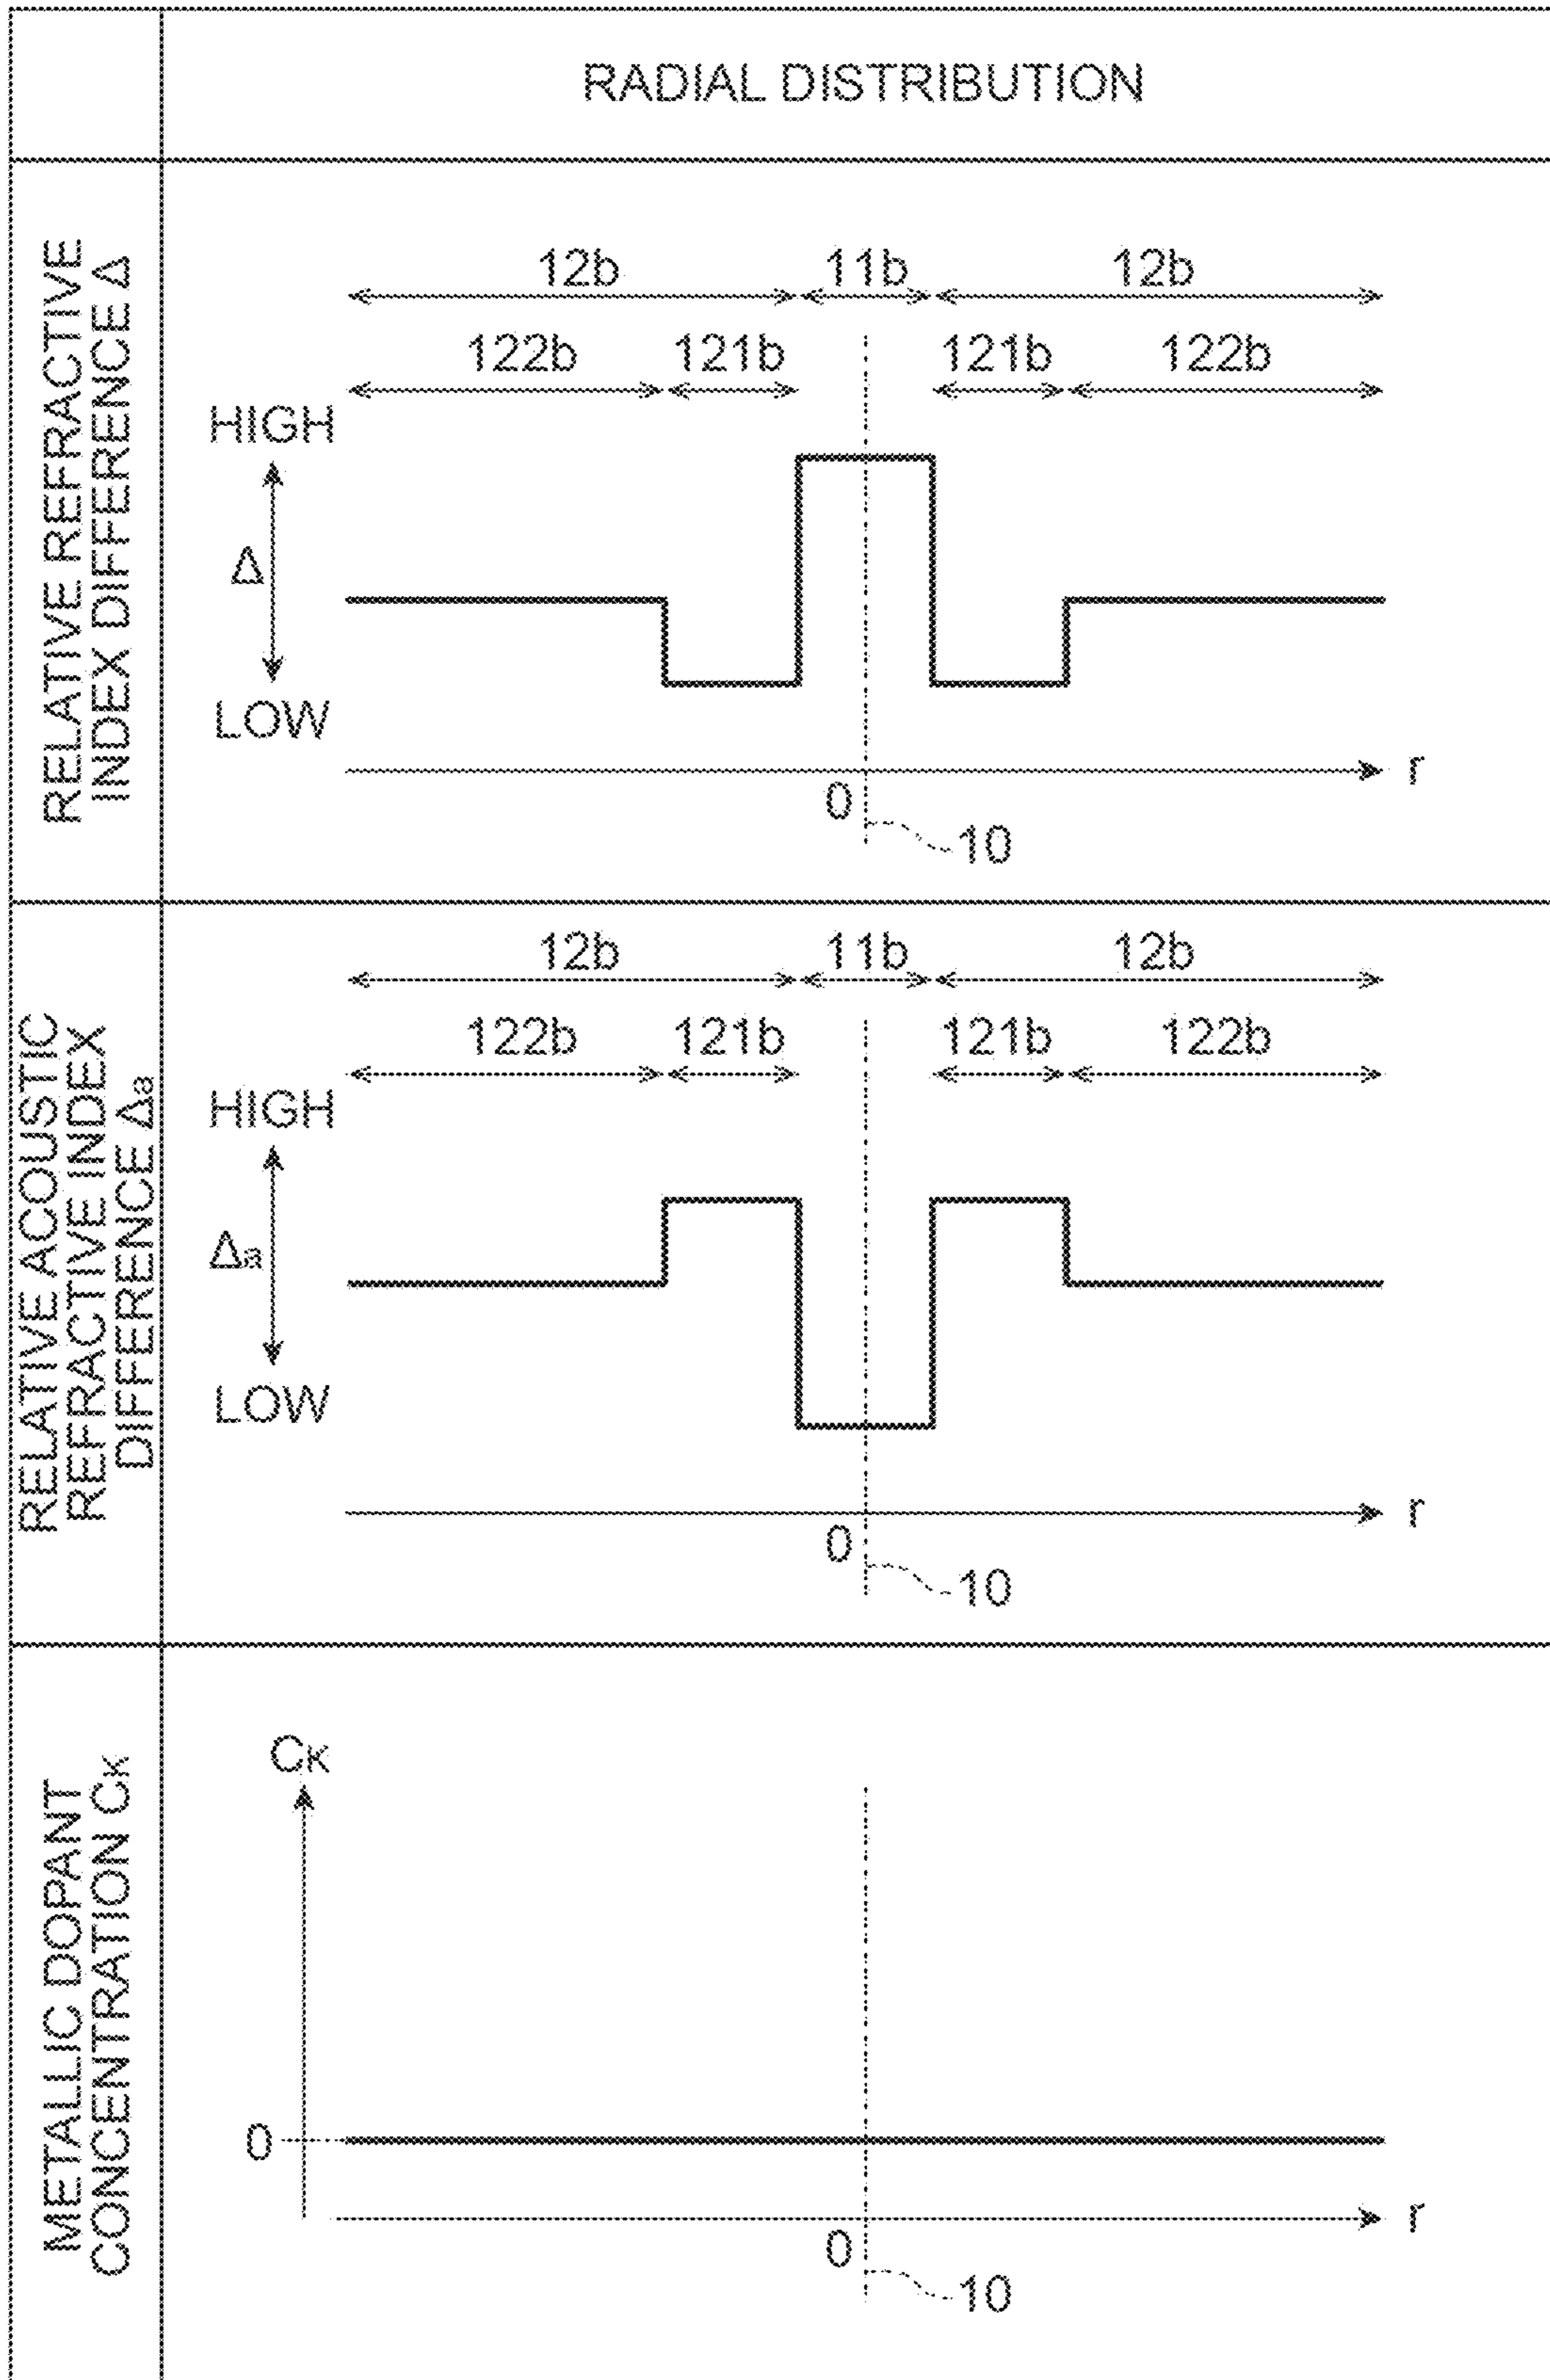 RADIAL DISTRIBUTION
RELATIVE REFRACTIVE
INDEX DIFFERENCE Δ
12b 11b 12b
122b 121b 121b 122b
HIGH
Δ
LOW
r
0
10
RELATIVE ACOUSTIC
REFRACTIVE INDEX
DIFFERENCE Δa
12b 11b 12b
122b 121b 121b 122b
HIGH
Δa
LOW
r
0
10
METALLIC DOPANT
CONCENTRATION CK
CK
0
r
0
10